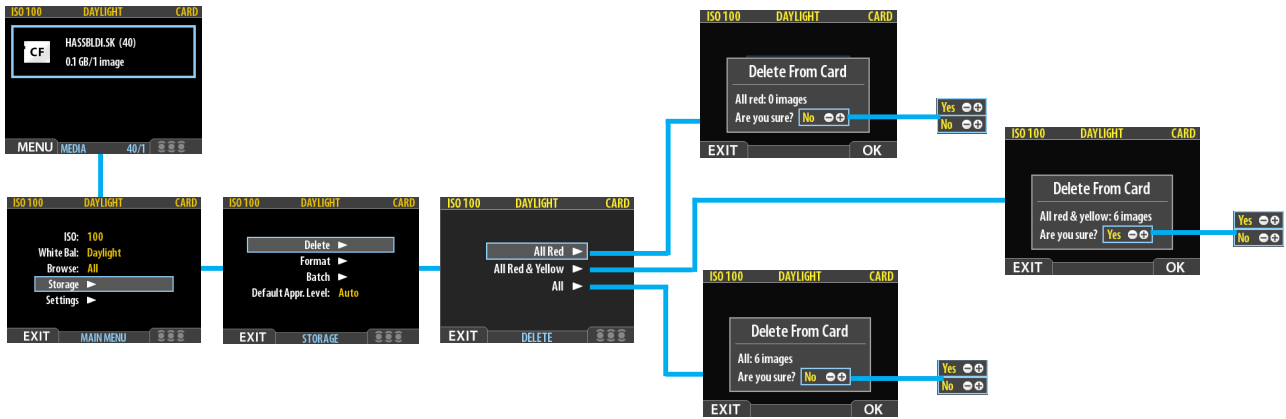 ISO 100 DAYLIGHT CARD
CF
HASSBLDI.SK (40)
0.1 GB/1 image
MENU MEDIA 40/1
ISO 100 DAYLIGHT CARD
ISO: 100
White Bal: Daylight
Browse: All
Storage
Settings
EXIT MAIN MENU
ISO 100 DAYLIGHT CARD
Delete
Format
Batch
Default Appr. Level: Auto
EXIT STORAGE
ISO 100 DAYLIGHT CARD
All Red
All Red & Yellow
All
EXIT DELETE
ISO 100 DAYLIGHT CARD
Delete From Card
All red: 0 images
Are you sure? No
EXIT OK
Yes
No
ISO 100 DAYLIGHT CARD
Delete From Card
All red & yellow: 6 images
Are you sure? Yes
EXIT OK
Yes
No
ISO 100 DAYLIGHT CARD
Delete From Card
All: 6 images
Are you sure? No
EXIT OK
Yes
No